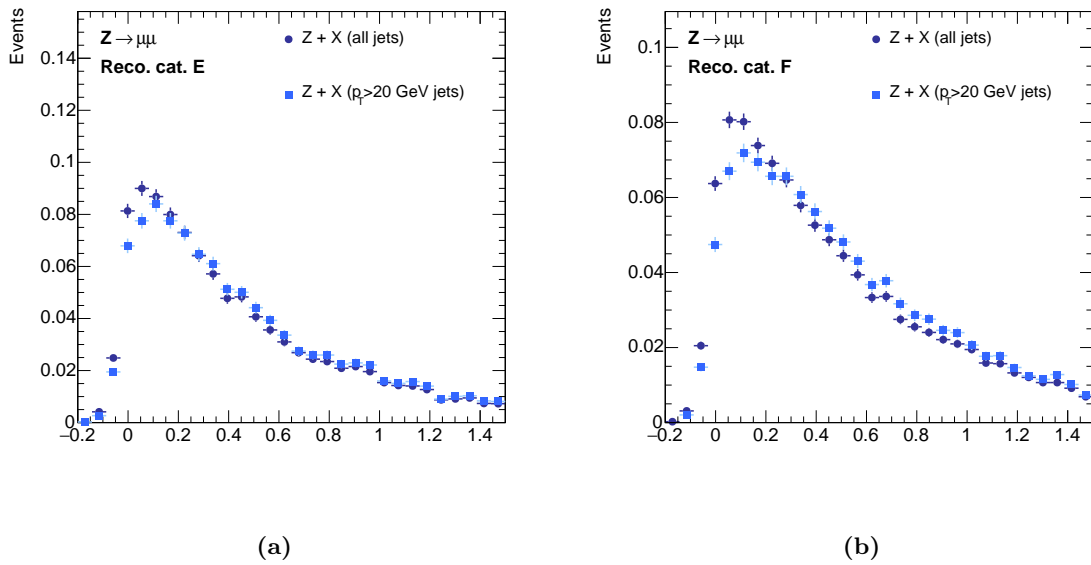 Events
0.14
0.12
0.1
0.08
0.06
0.04
0.02
0
Z→μμ
Reco. cat. E
Z + X (all jets)
Z + X (pT>20 GeV jets)
−0.2 0 0.2 0.4 0.6 0.8 1 1.2 1.4
(a)
Events
0.1
0.08
0.06
0.04
0.02
0
Z→μμ
Reco. cat. F
Z + X (all jets)
Z + X (pT>20 GeV jets)
−0.2 0 0.2 0.4 0.6 0.8 1 1.2 1.4
(b)